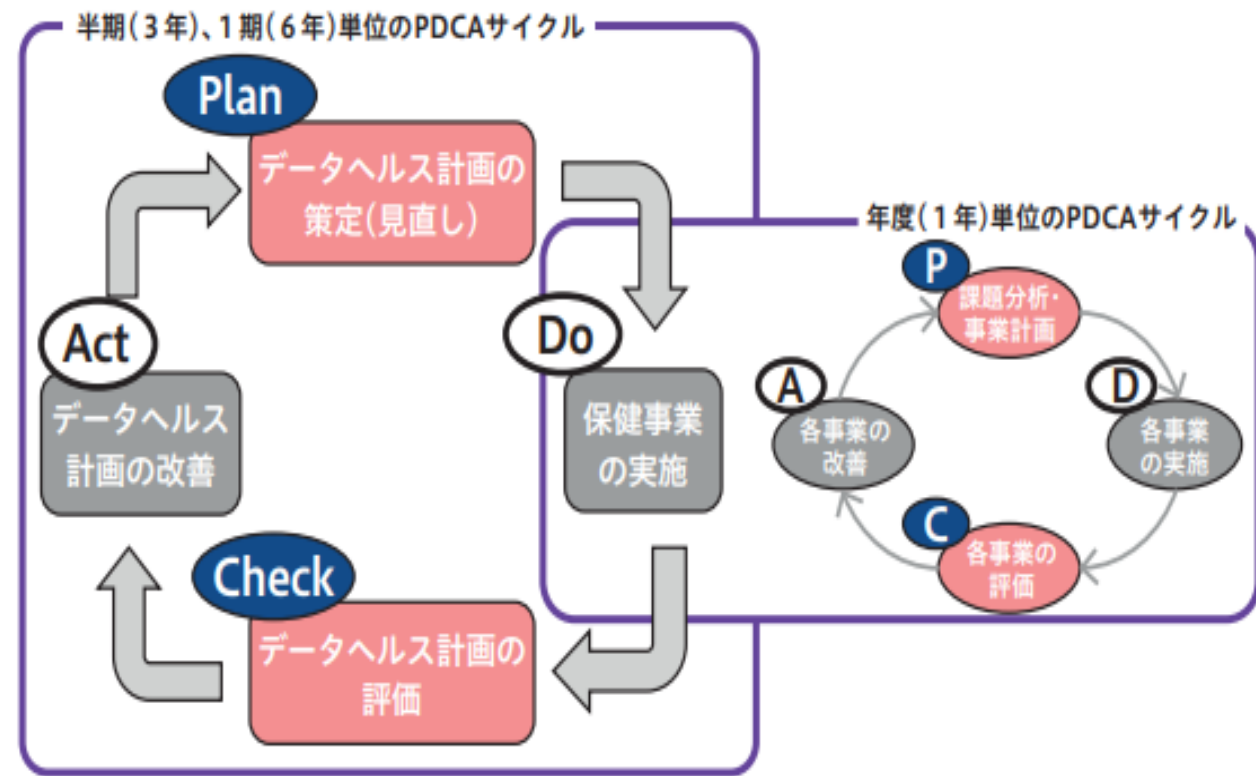 半期(3年)、1期(6年)単位のPDCAサイクル
Plan
データヘルス計画の
策定(見直し)
年度(1年)単位のPDCAサイクル
P
課題分析・
事業計画
Act
データヘルス
計画の改善
Do
保健事業
の実施
A
各事業の
改善
D
各事業
の実施
C
各事業の
評価
Check
データヘルス計画の
評価